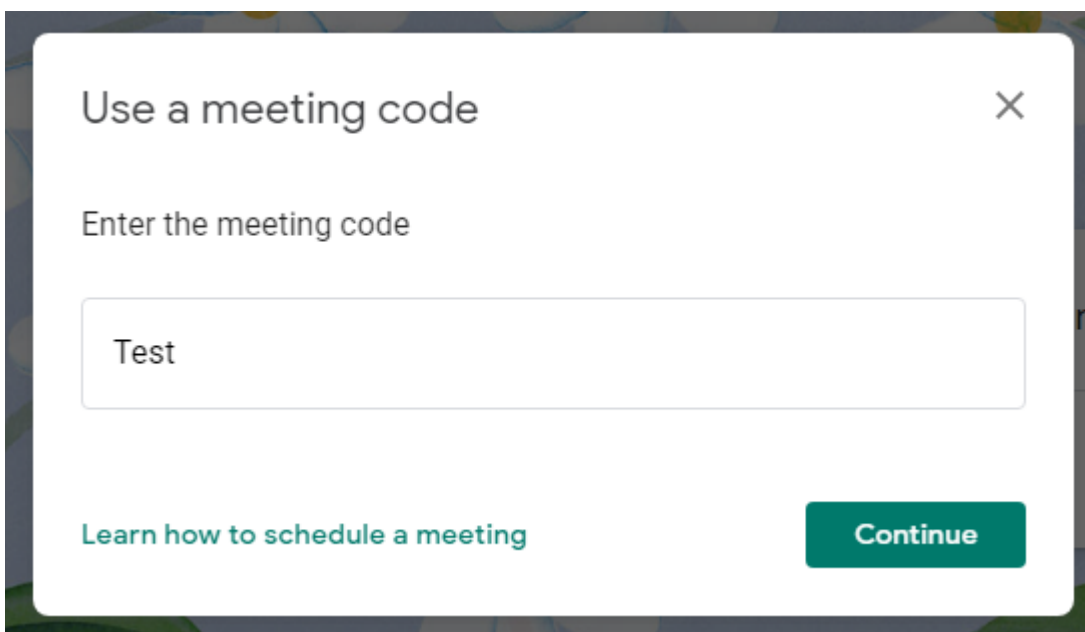 Use a meeting code
Enter the meeting code
Test
Learn how to schedule a meeting
Continue